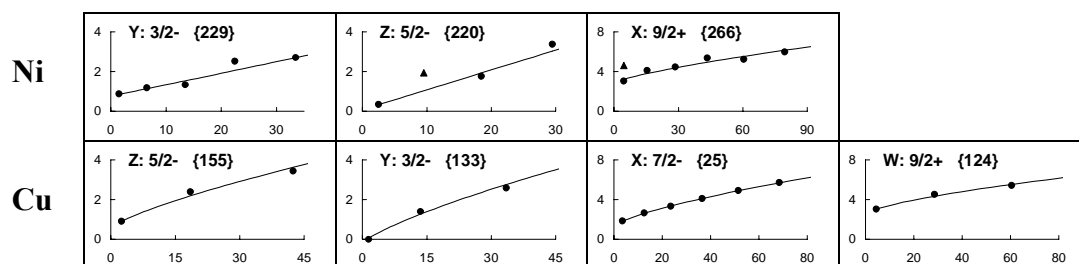 Ni
Y: 3/2- {229}
4
2
0
0 10 20 30
Z: 5/2- {220}
4
2
0
0 10 20 30
X: 9/2+ {266}
8
4
0
0 30 60 90
Cu
Z: 5/2- {155}
4
2
0
0 15 30 45
Y: 3/2- {133}
4
2
0
0 15 30 45
X: 7/2- {25}
8
4
0
0 20 40 60 80
W: 9/2+ {124}
8
4
0
0 20 40 60 80